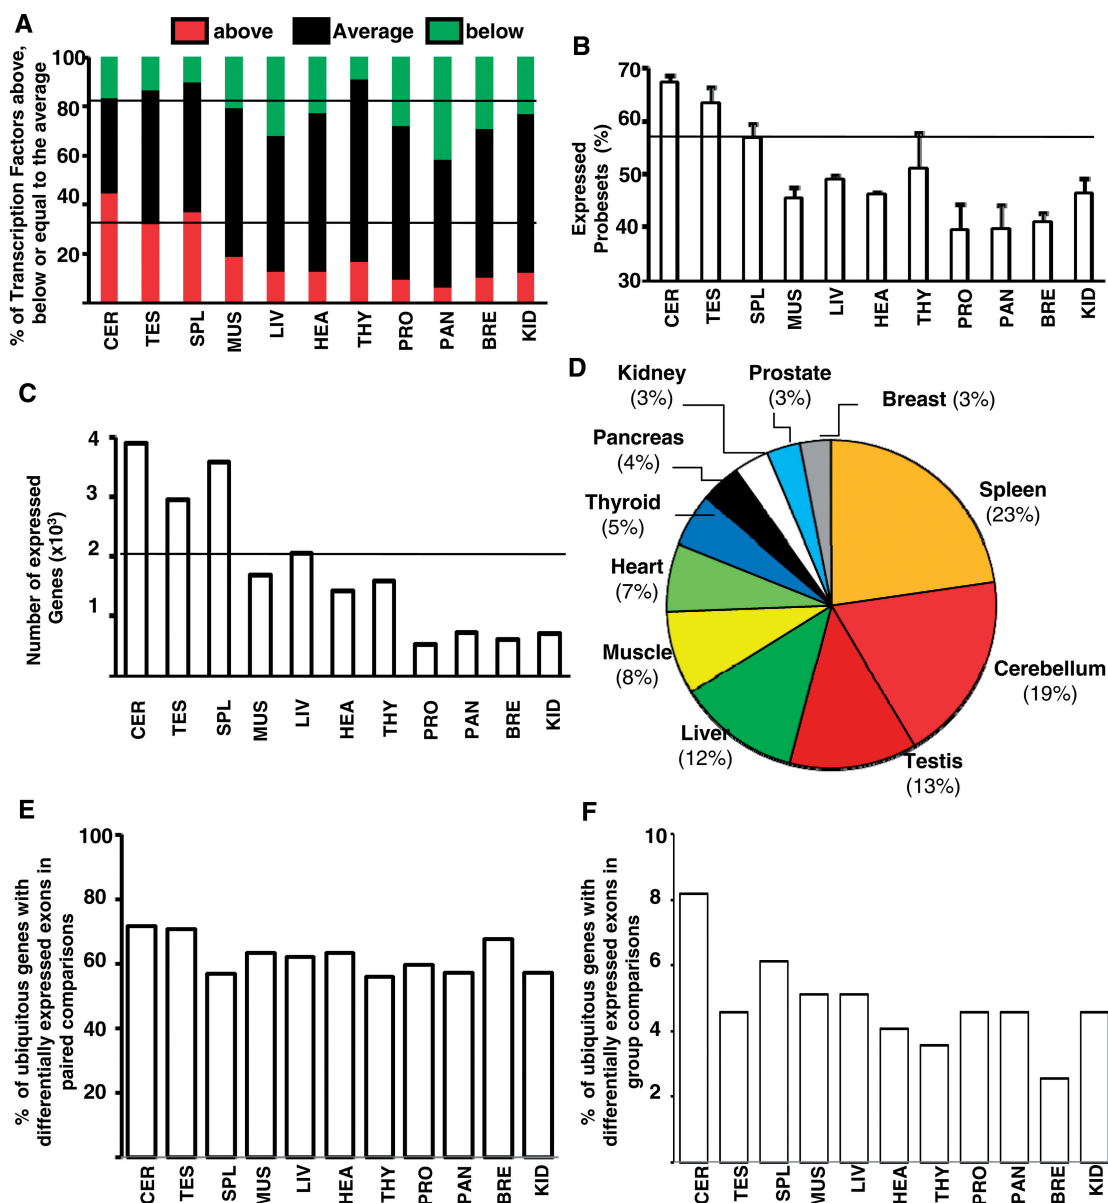 A
above
Average
below
% of Transcription Factors above,
below or equal to the average
100
80
60
40
20
CER
TES
SPL
MUS
LIV
HEA
THY
PRO
PAN
BRE
KID
B
Expressed
Probesets (%)
70
60
50
40
30
CER
TES
SPL
MUS
LIV
HEA
THY
PRO
PAN
BRE
KID
C
Number of expressed
Genes (x10³)
4
3
2
1
CER
TES
SPL
MUS
LIV
HEA
THY
PRO
PAN
BRE
KID
D
Kidney
(3%)
Prostate
(3%)
Breast (3%)
Pancreas
(4%)
Thyroid
(5%)
Heart
(7%)
Muscle
(8%)
Liver
(12%)
Testis
(13%)
Cerebellum
(19%)
Spleen
(23%)
E
% of ubiquitous genes with
differentially expressed exons in
paired comparisons
100
80
60
40
20
CER
TES
SPL
MUS
LIV
HEA
THY
PRO
PAN
BRE
KID
F
% of ubiquitous genes with
differentially expressed exons in
group comparisons
10
8
6
4
2
CER
TES
SPL
MUS
LIV
HEA
THY
PRO
PAN
BRE
KID